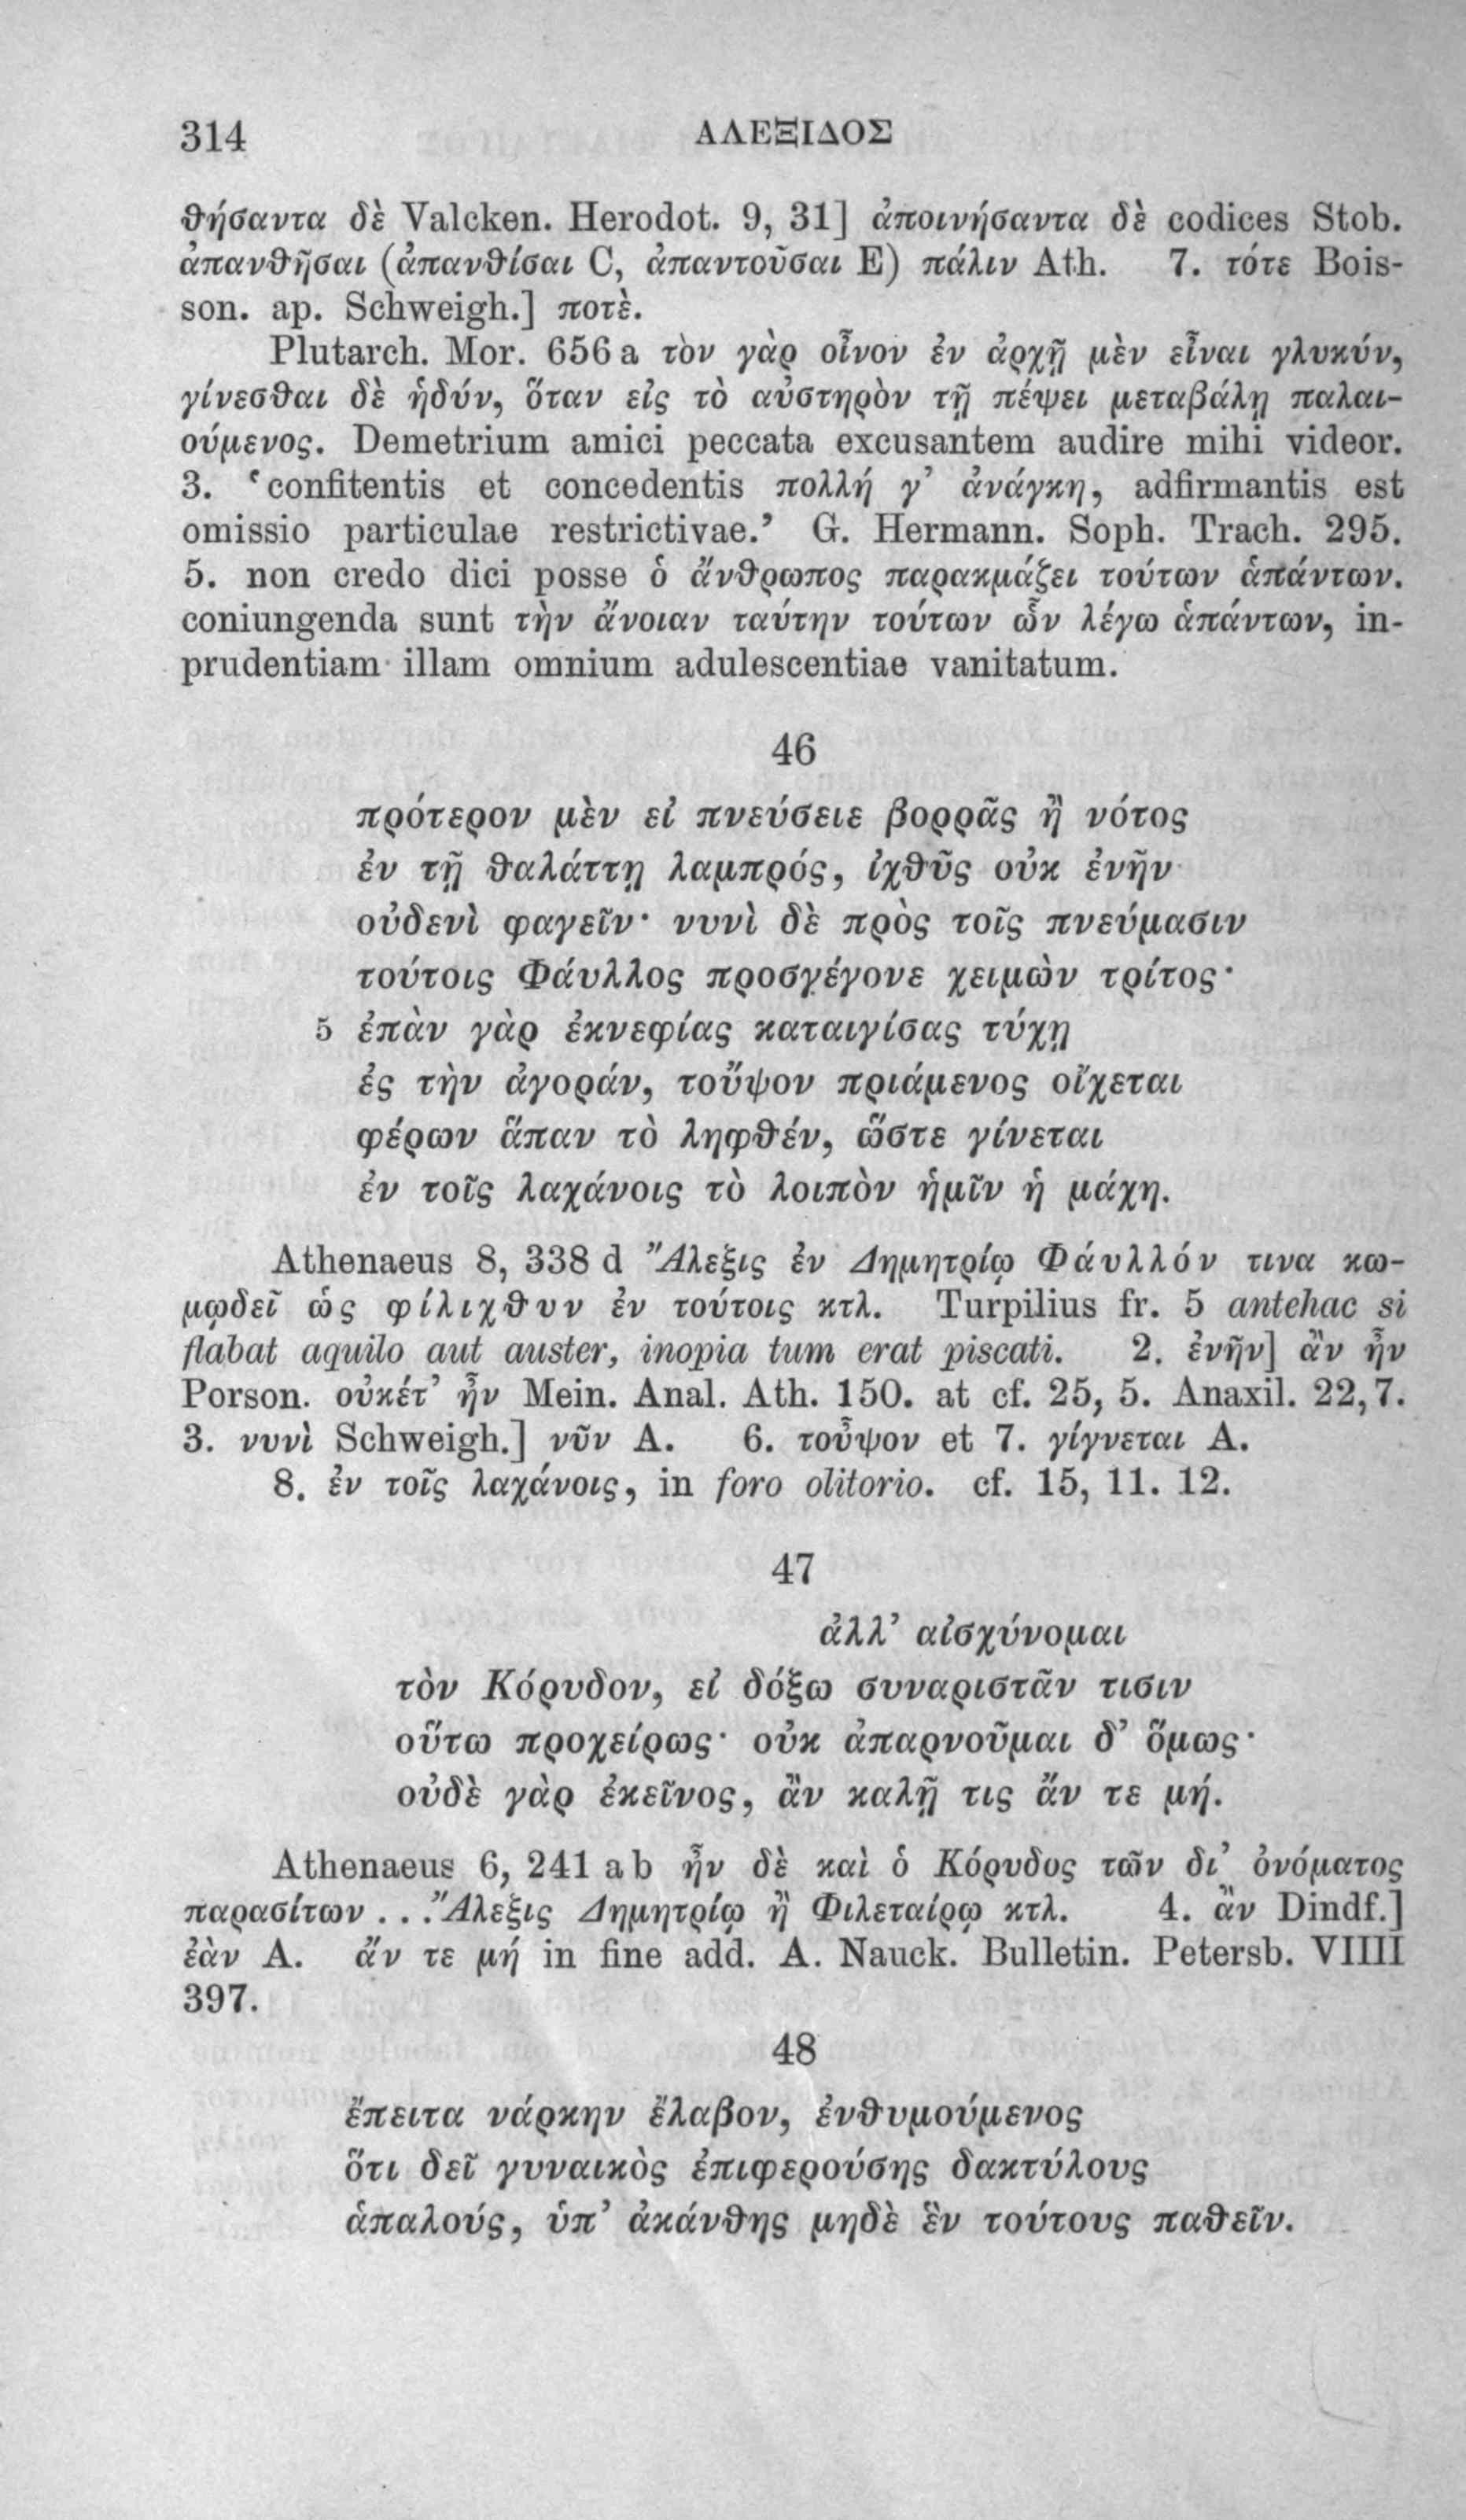 314
ΑΛΕΞΙΔΟΣ
θήσαντα δὲ Valcken. Herodot. 9, 31] ἀποινήσαντα δὲ codices Stob.
ἀπανθῆσαι (ἀπανθίσαι C, ἀπαντοῦσαι E) πάλιν Ath. 7. τότε Bois-
son. ap. Schweigh.] ποτὲ.
Plutarch. Mor. 656 a τὸν γὰρ οἶνον ἐν ἀρχῇ μὲν εἶναι γλυκύν,
γίνεσθαι δὲ ἡδύν, ὅταν εἰς τὸ αὐστηρὸν τῇ πέψει μεταβάλῃ παλαι-
ούμενος. Demetrium amici peccata excusantem audire mihi videor.
3. ‘confitentis et concedentis πολλή γ’ ἀνάγκη, adfirmantis est
omissio particulae restrictivae.’ G. Hermann. Soph. Trach. 295.
5. non credo dici posse ὁ ἄνθρωπος παρακμάζει τούτων ἁπάντων.
coniungenda sunt τὴν ἄνοιαν ταύτην τούτων ὧν λέγω ἁπάντων, in-
prudentiam illam omnium adulescentiae vanitatum.
46
πρότερον μὲν εἰ πνεύσειε βορρᾶς ἢ νότος
ἐν τῇ θαλάττῃ λαμπρός, ἰχθῦς οὐκ ἐνῆν
οὐδενὶ φαγεῖν· νυνὶ δὲ πρὸς τοῖς πνεύμασιν
τούτοις Φάυλλος προσγέγονε χειμὼν τρίτος·
5 ἐπὰν γὰρ ἐκνεφίας καταιγίσας τύχῃ
ἐς τὴν ἀγοράν, τοὔψον πριάμενος οἴχεται
φέρων ἅπαν τὸ ληφθέν, ὥστε γίνεται
ἐν τοῖς λαχάνοις τὸ λοιπὸν ἡμῖν ἡ μάχη.
Athenaeus 8, 338 d Ἄλεξις ἐν Δημητρίῳ Φάυλλόν τινα κω-
μῳδεῖ ὡς φίλιχθυν ἐν τούτοις κτλ. Turpilius fr. 5 antehac si
flabat aquilo aut auster, inopia tum erat piscati. 2. ἐνῆν] ἂν ἦν
Porson. οὐκέτ’ ἦν Mein. Anal. Ath. 150. at cf. 25, 5. Anaxil. 22, 7.
3. νυνὶ Schweigh.] νῦν A. 6. τοὖψον et 7. γίγνεται A.
8. ἐν τοῖς λαχάνοις, in foro olitorio. cf. 15, 11. 12.
47
ἀλλ’ αἰσχύνομαι
τὸν Κόρυδον, εἰ δόξω συναριστᾶν τισιν
οὕτω προχείρως· οὐκ ἀπαρνοῦμαι δ’ ὅμως·
οὐδὲ γὰρ ἐκεῖνος, ἂν καλῇ τις ἄν τε μή.
Athenaeus 6, 241 a b ἦν δὲ καὶ ὁ Κόρυδος τῶν δι’ ὀνόματος
παρασίτων . . . Ἄλεξις Δημητρίῳ ἢ Φιλεταίρῳ κτλ. 4. ἂν Dindf.]
ἐὰν A. ἄν τε μή in fine add. A. Nauck. Bulletin. Petersb. VIIII
397.
48
ἔπειτα νάρκην ἔλαβον, ἐνθυμούμενος
ὅτι δεῖ γυναικὸς ἐπιφερούσης δακτύλους
ἁπαλούς, ὑπ’ ἀκάνθης μηδὲ ἓν τούτους παθεῖν.